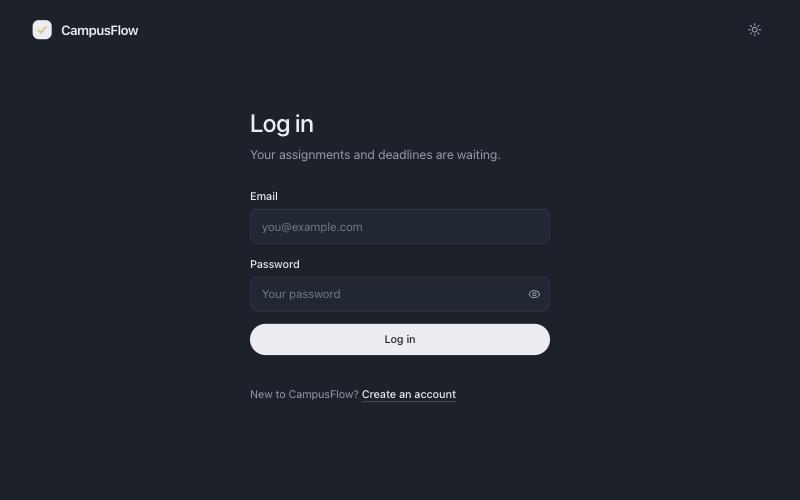 CampusFlow
Log in
Your assignments and deadlines are waiting.
Email
you@example.com
Password
Your password
Log in
New to CampusFlow? Create an account